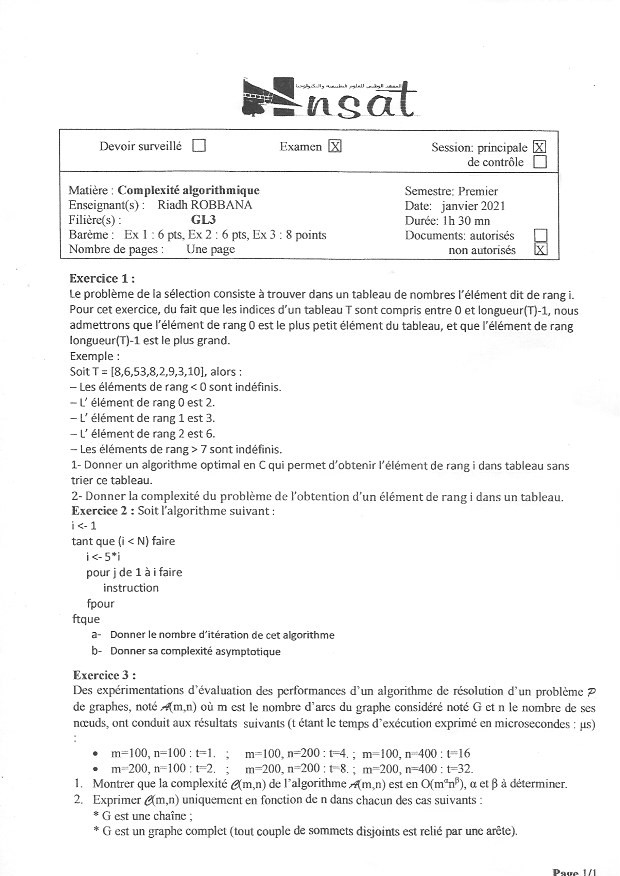 المعهد الوطني للعلوم التطبيقية والتكنولوجيا
nsat
Devoir surveillé Examen X Session: principale X
de contrôle
Matière : Complexité algorithmique Semestre: Premier
Enseignant(s) : Riadh ROBBANA Date: janvier 2021
Filière(s) : GL3 Durée: 1h 30 mn
Barème : Ex 1 : 6 pts, Ex 2 : 6 pts, Ex 3 : 8 points Documents: autorisés
Nombre de pages : Une page non autorisés X
Exercice 1 :
Le problème de la sélection consiste à trouver dans un tableau de nombres l’élément dit de rang i.
Pour cet exercice, du fait que les indices d’un tableau T sont compris entre 0 et longueur(T)-1, nous
admettrons que l’élément de rang 0 est le plus petit élément du tableau, et que l’élément de rang
longueur(T)-1 est le plus grand.
Exemple :
Soit T = [8,6,53,8,2,9,3,10], alors :
– Les éléments de rang < 0 sont indéfinis.
– L’ élément de rang 0 est 2.
– L’ élément de rang 1 est 3.
– L’ élément de rang 2 est 6.
– Les éléments de rang > 7 sont indéfinis.
1- Donner un algorithme optimal en C qui permet d’obtenir l’élément de rang i dans tableau sans
trier ce tableau.
2- Donner la complexité du problème de l’obtention d’un élément de rang i dans un tableau.
Exercice 2 : Soit l’algorithme suivant :
i <- 1
tant que (i < N) faire
i <- 5*i
pour j de 1 à i faire
instruction
fpour
ftque
a- Donner le nombre d’itération de cet algorithme
b- Donner sa complexité asymptotique
Exercice 3 :
Des expérimentations d’évaluation des performances d’un algorithme de résolution d’un problème P
de graphes, noté A(m,n) où m est le nombre d’arcs du graphe considéré noté G et n le nombre de ses
nœuds, ont conduit aux résultats suivants (t étant le temps d’exécution exprimé en microsecondes : µs)
:
• m=100, n=100 : t=1. ; m=100, n=200 : t=4. ; m=100, n=400 : t=16
• m=200, n=100 : t=2. ; m=200, n=200 : t=8. ; m=200, n=400 : t=32.
1. Montrer que la complexité C(m,n) de l’algorithme A(m,n) est en O(mᵅnᵝ), α et β à déterminer.
2. Exprimer C(m,n) uniquement en fonction de n dans chacun des cas suivants :
* G est une chaîne ;
* G est un graphe complet (tout couple de sommets disjoints est relié par une arête).
Page 1/1